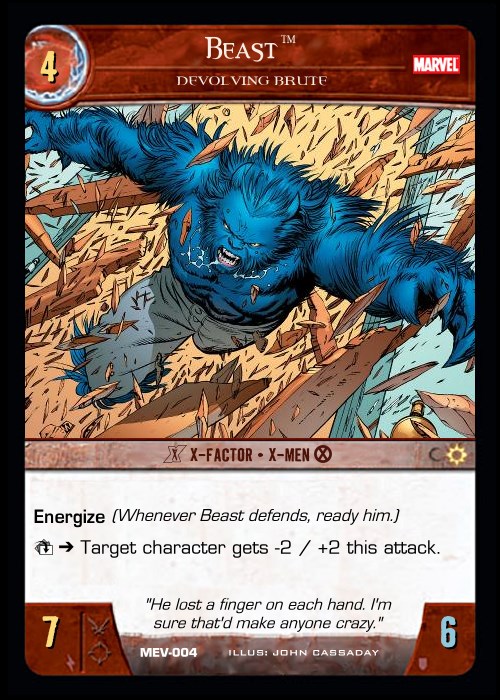 4
BEAST™
DEVOLVING BRUTE
MARVEL
X-FACTOR • X-MEN
C
Energize (Whenever Beast defends, ready him.)
➔ Target character gets -2 / +2 this attack.
"He lost a finger on each hand. I'm
sure that'd make anyone crazy."
7
6
MEV-004 ILLUS: JOHN CASSADAY